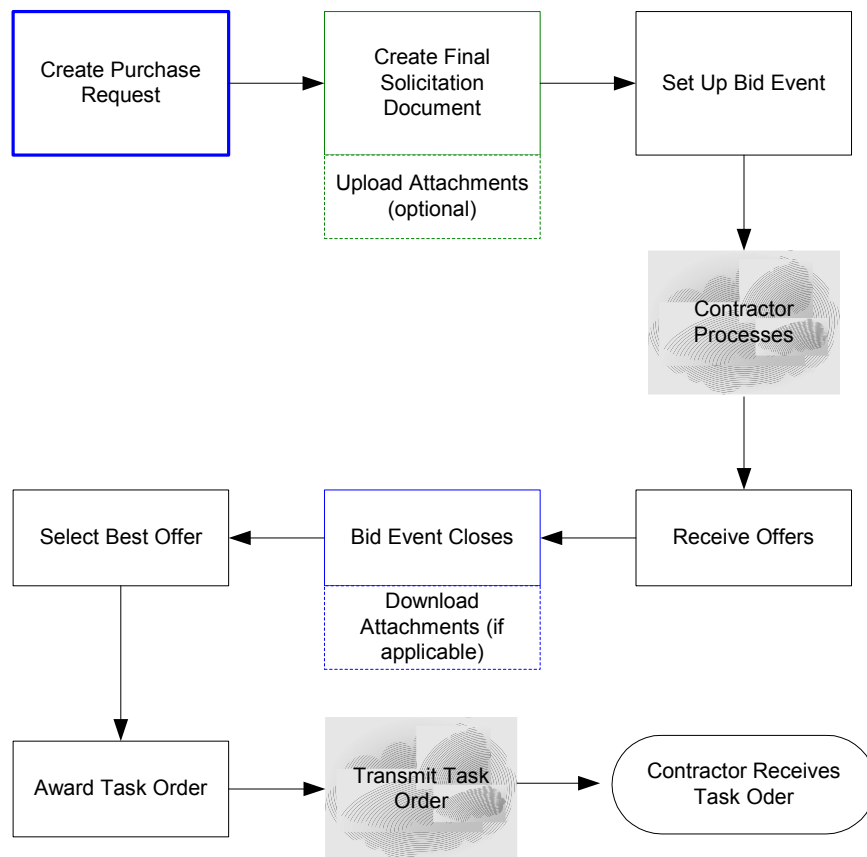 Create Purchase
Request
Create Final
Solicitation
Document
Upload Attachments
(optional)
Set Up Bid Event
Contractor
Processes
Receive Offers
Bid Event Closes
Download
Attachments (if
applicable)
Select Best Offer
Award Task Order
Transmit Task
Order
Contractor Receives
Task Oder